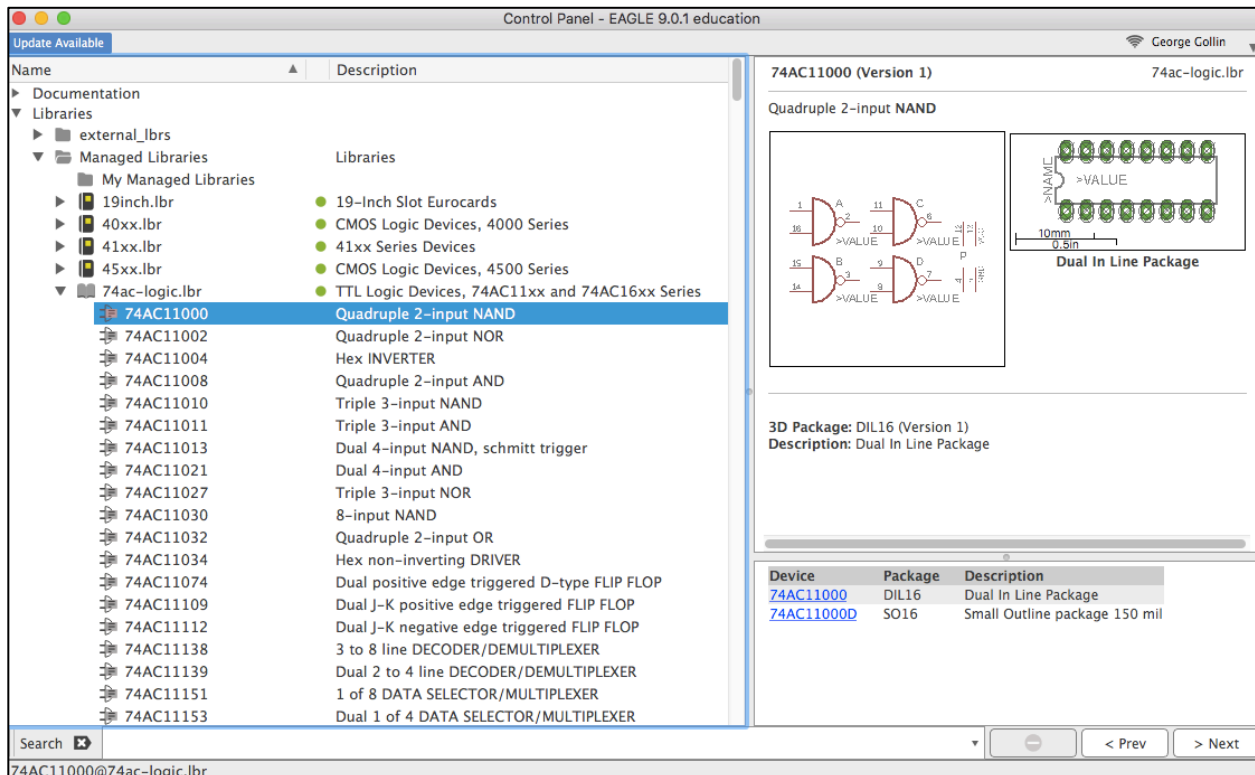 Control Panel - EAGLE 9.0.1 education
Update Available
George Gollin
Name Description
Documentation
Libraries
external_lbrs
Managed Libraries Libraries
My Managed Libraries
19inch.lbr 19-Inch Slot Eurocards
40xx.lbr CMOS Logic Devices, 4000 Series
41xx.lbr 41xx Series Devices
45xx.lbr CMOS Logic Devices, 4500 Series
74ac-logic.lbr TTL Logic Devices, 74AC11xx and 74AC16xx Series
74AC11000 Quadruple 2-input NAND
74AC11002 Quadruple 2-input NOR
74AC11004 Hex INVERTER
74AC11008 Quadruple 2-input AND
74AC11010 Triple 3-input NAND
74AC11011 Triple 3-input AND
74AC11013 Dual 4-input NAND, schmitt trigger
74AC11021 Dual 4-input AND
74AC11027 Triple 3-input NOR
74AC11030 8-input NAND
74AC11032 Quadruple 2-input OR
74AC11034 Hex non-inverting DRIVER
74AC11074 Dual positive edge triggered D-type FLIP FLOP
74AC11109 Dual J-K positive edge triggered FLIP FLOP
74AC11112 Dual J-K negative edge triggered FLIP FLOP
74AC11138 3 to 8 line DECODER/DEMULTIPLEXER
74AC11139 Dual 2 to 4 line DECODER/DEMULTIPLEXER
74AC11151 1 of 8 DATA SELECTOR/MULTIPLEXER
74AC11153 Dual 1 of 4 DATA SELECTOR/MULTIPLEXER
74AC11000 (Version 1) 74ac-logic.lbr
Quadruple 2-input NAND
1 A 11 C
2 6
16 >VALUE 10 >VALUE
P
15 B 9 D
3 7
14 >VALUE 8 >VALUE
>NAME
>VALUE
10mm
0.5in
Dual In Line Package
3D Package: DIL16 (Version 1)
Description: Dual In Line Package
Device Package Description
74AC11000 DIL16 Dual In Line Package
74AC11000D SO16 Small Outline package 150 mil
Search < Prev > Next
74AC11000@74ac-logic.lbr